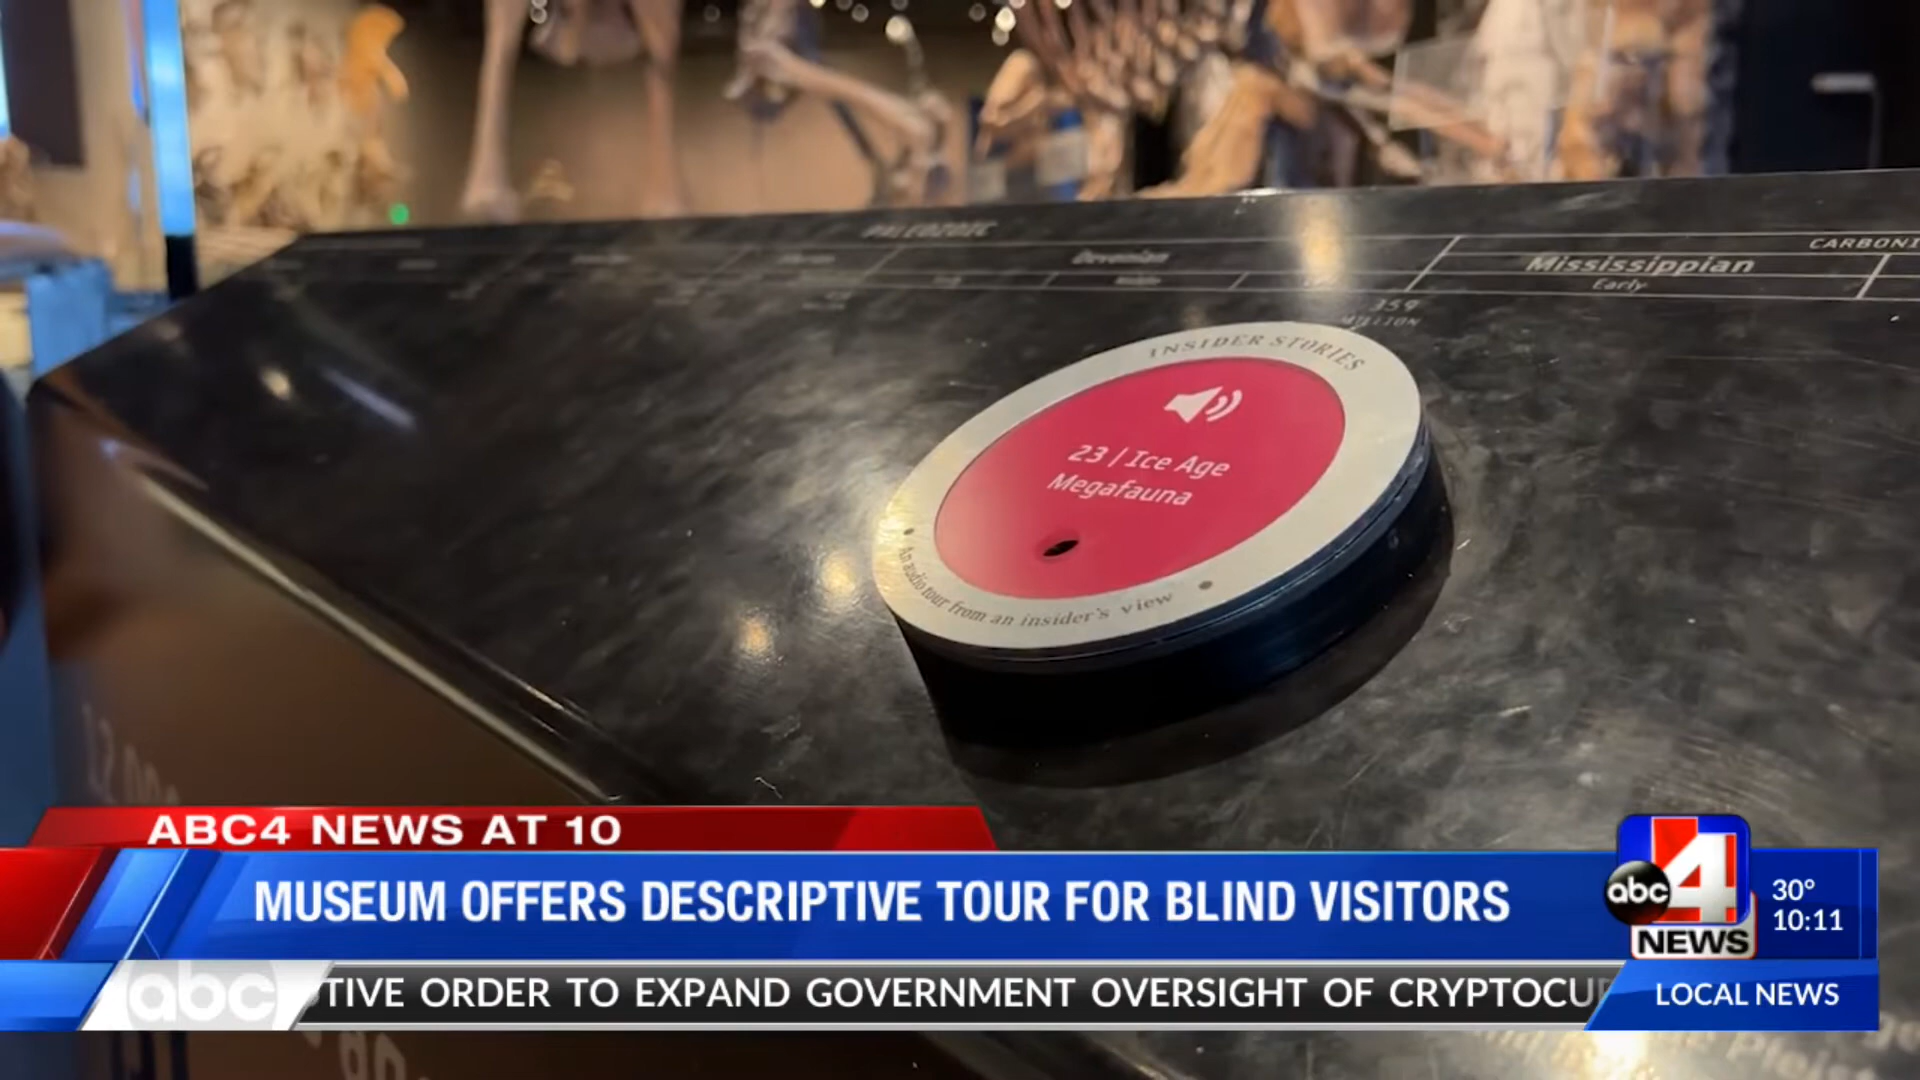 PALEOZOIC
Devonian
CARBONI
Mississippian
Early
359
MILLION
INSIDER STORIES
23 | Ice Age
Megafauna
An audio tour from an insider's view
ABC4 NEWS AT 10
MUSEUM OFFERS DESCRIPTIVE TOUR FOR BLIND VISITORS
abc
4
NEWS
30°
10:11
abc
TIVE ORDER TO EXPAND GOVERNMENT OVERSIGHT OF CRYPTOCU
LOCAL NEWS